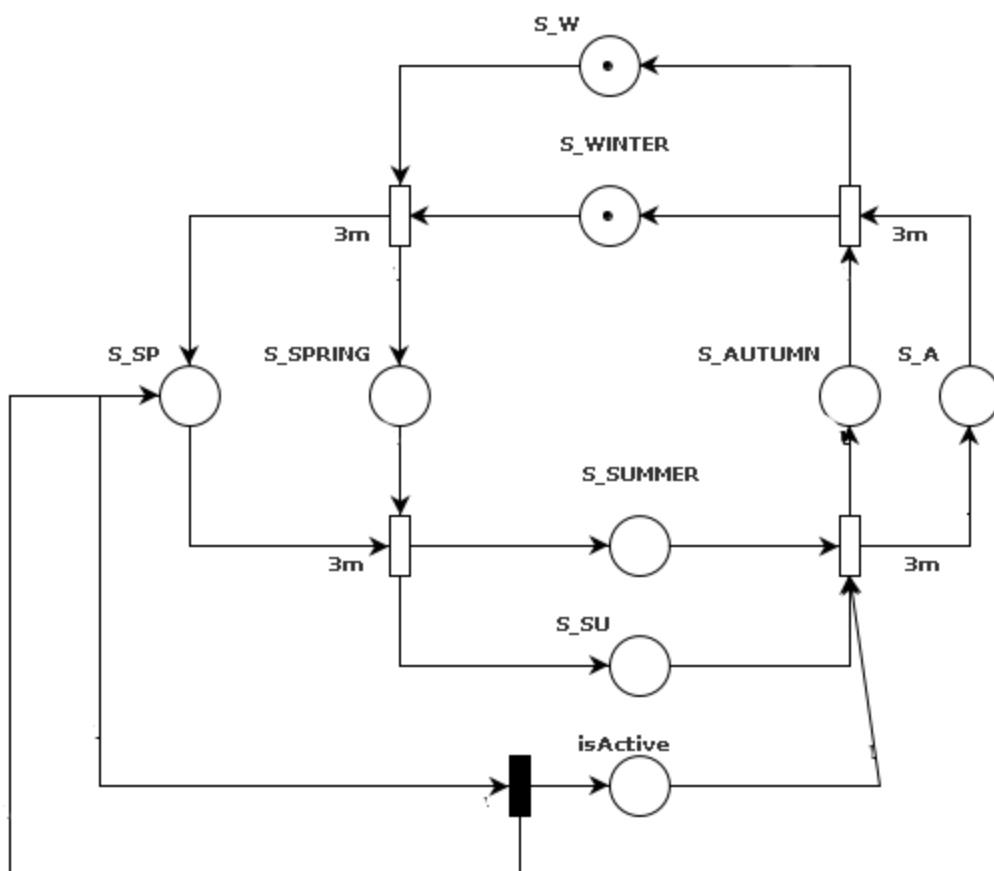 S_W
S_WINTER
3m
3m
S_SP
S_SPRING
S_AUTUMN
S_A
S_SUMMER
3m
3m
S_SU
isActive